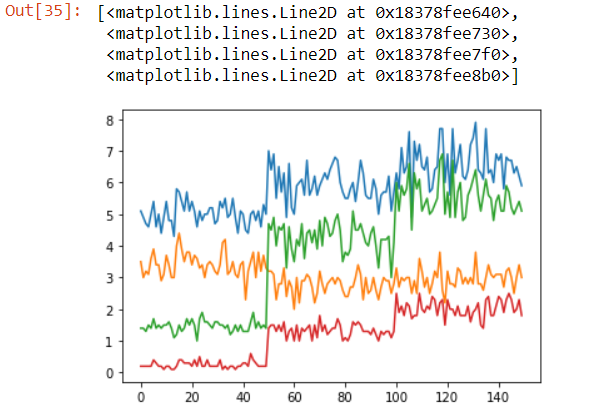 Out[35]: [<matplotlib.lines.Line2D at 0x18378fee640>,
<matplotlib.lines.Line2D at 0x18378fee730>,
<matplotlib.lines.Line2D at 0x18378fee7f0>,
<matplotlib.lines.Line2D at 0x18378fee8b0>]
8
7
6
5
4
3
2
1
0
0 20 40 60 80 100 120 140